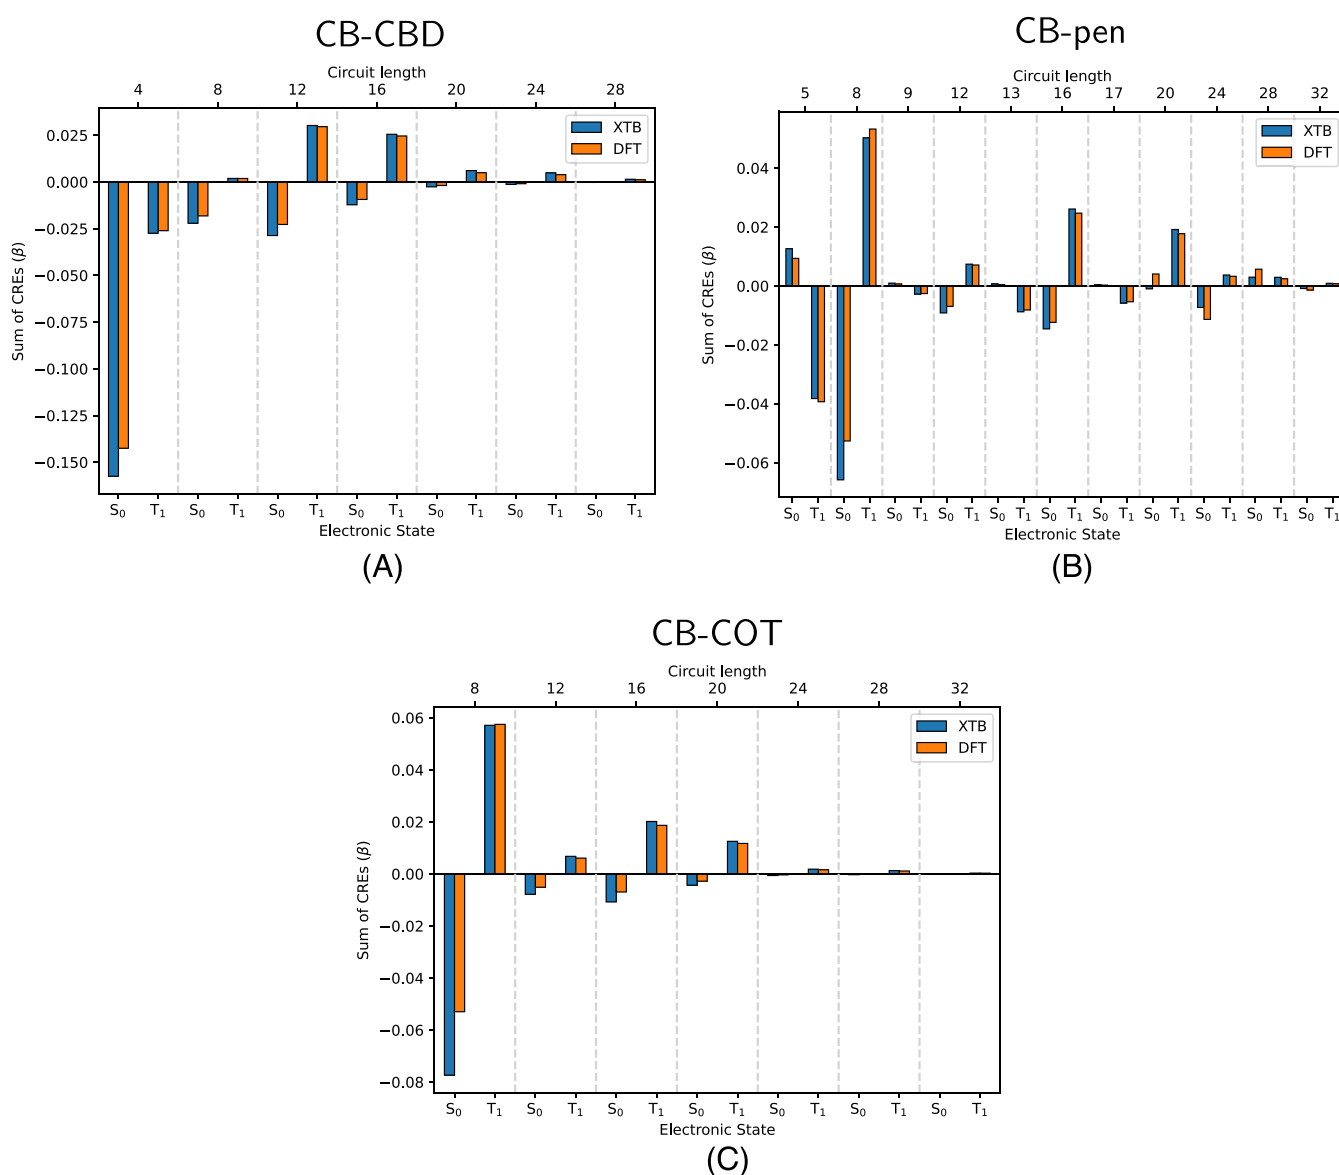 CB-CBD
Circuit length
4 8 12 16 20 24 28
XTB
DFT
0.025
0.000
−0.025
−0.050
−0.075
−0.100
−0.125
−0.150
Sum of CREs (β)
S₀ T₁ S₀ T₁ S₀ T₁ S₀ T₁ S₀ T₁ S₀ T₁ S₀ T₁
Electronic State
(A)
CB-pen
Circuit length
5 8 9 12 13 16 17 20 24 28 32
XTB
DFT
0.04
0.02
0.00
−0.02
−0.04
−0.06
Sum of CREs (β)
S₀ T₁ S₀ T₁ S₀ T₁ S₀ T₁ S₀ T₁ S₀ T₁ S₀ T₁ S₀ T₁ S₀ T₁ S₀ T₁ S₀ T₁
Electronic State
(B)
CB-COT
Circuit length
8 12 16 20 24 28 32
XTB
DFT
0.06
0.04
0.02
0.00
−0.02
−0.04
−0.06
−0.08
Sum of CREs (β)
S₀ T₁ S₀ T₁ S₀ T₁ S₀ T₁ S₀ T₁ S₀ T₁ S₀ T₁
Electronic State
(C)